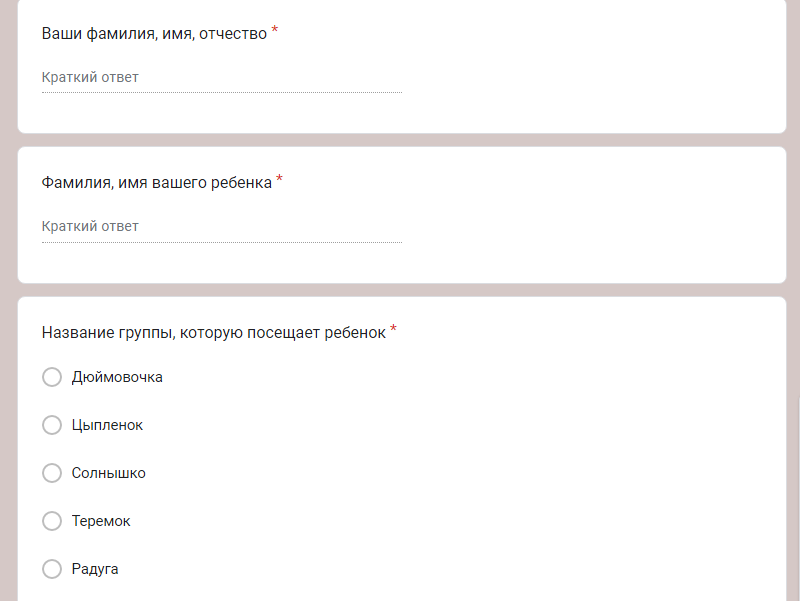 Ваши фамилия, имя, отчество *
Краткий ответ
Фамилия, имя вашего ребенка *
Краткий ответ
Название группы, которую посещает ребенок *
Дюймовочка
Цыпленок
Солнышко
Теремок
Радуга